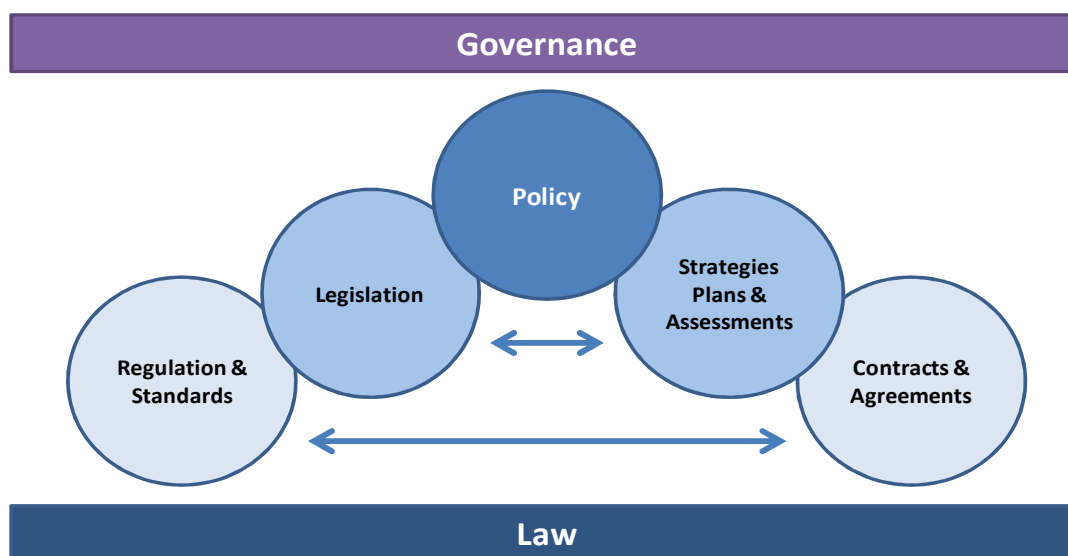 Governance
Policy
Legislation
Strategies
Plans &
Assessments
Regulation &
Standards
Contracts &
Agreements
Law